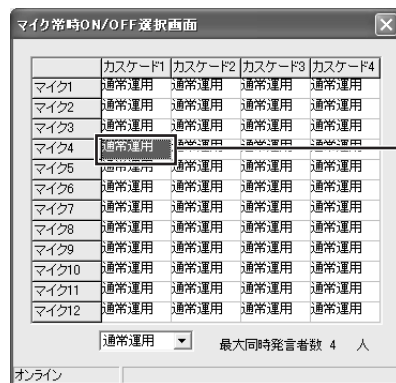 マイク常時ON/OFF選択画面
カスケード1 カスケード2 カスケード3 カスケード4
マイク1 通常運用 通常運用 通常運用 通常運用
マイク2 通常運用 通常運用 通常運用 通常運用
マイク3 通常運用 通常運用 通常運用 通常運用
マイク4 通常運用 通常運用 通常運用 通常運用
マイク5 通常運用 通常運用 通常運用 通常運用
マイク6 通常運用 通常運用 通常運用 通常運用
マイク7 通常運用 通常運用 通常運用 通常運用
マイク8 通常運用 通常運用 通常運用 通常運用
マイク9 通常運用 通常運用 通常運用 通常運用
マイク10 通常運用 通常運用 通常運用 通常運用
マイク11 通常運用 通常運用 通常運用 通常運用
マイク12 通常運用 通常運用 通常運用 通常運用
通常運用 最大同時発言者数 4 人
オンライン